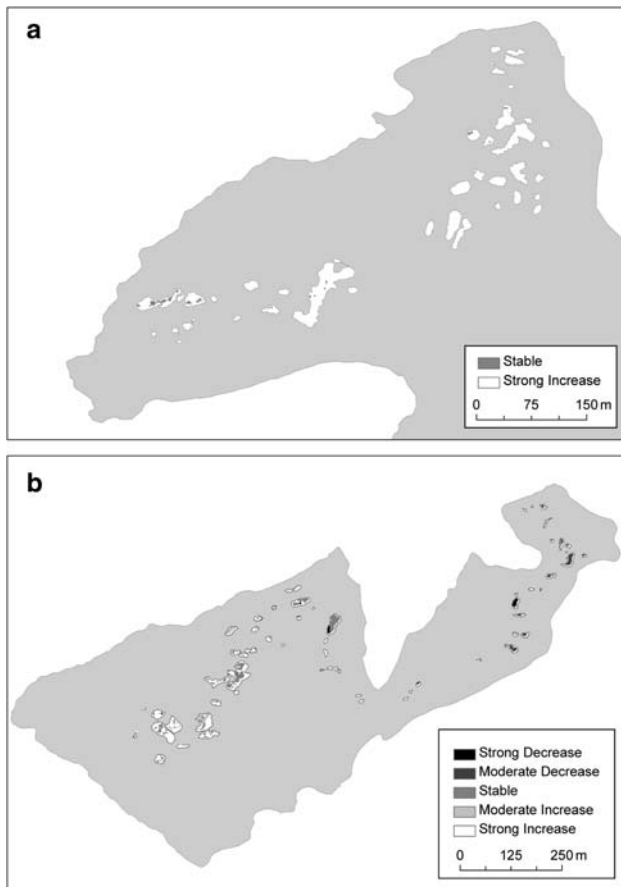 a
Stable
Strong Increase
0 75 150 m
b
Strong Decrease
Moderate Decrease
Stable
Moderate Increase
Strong Increase
0 125 250 m